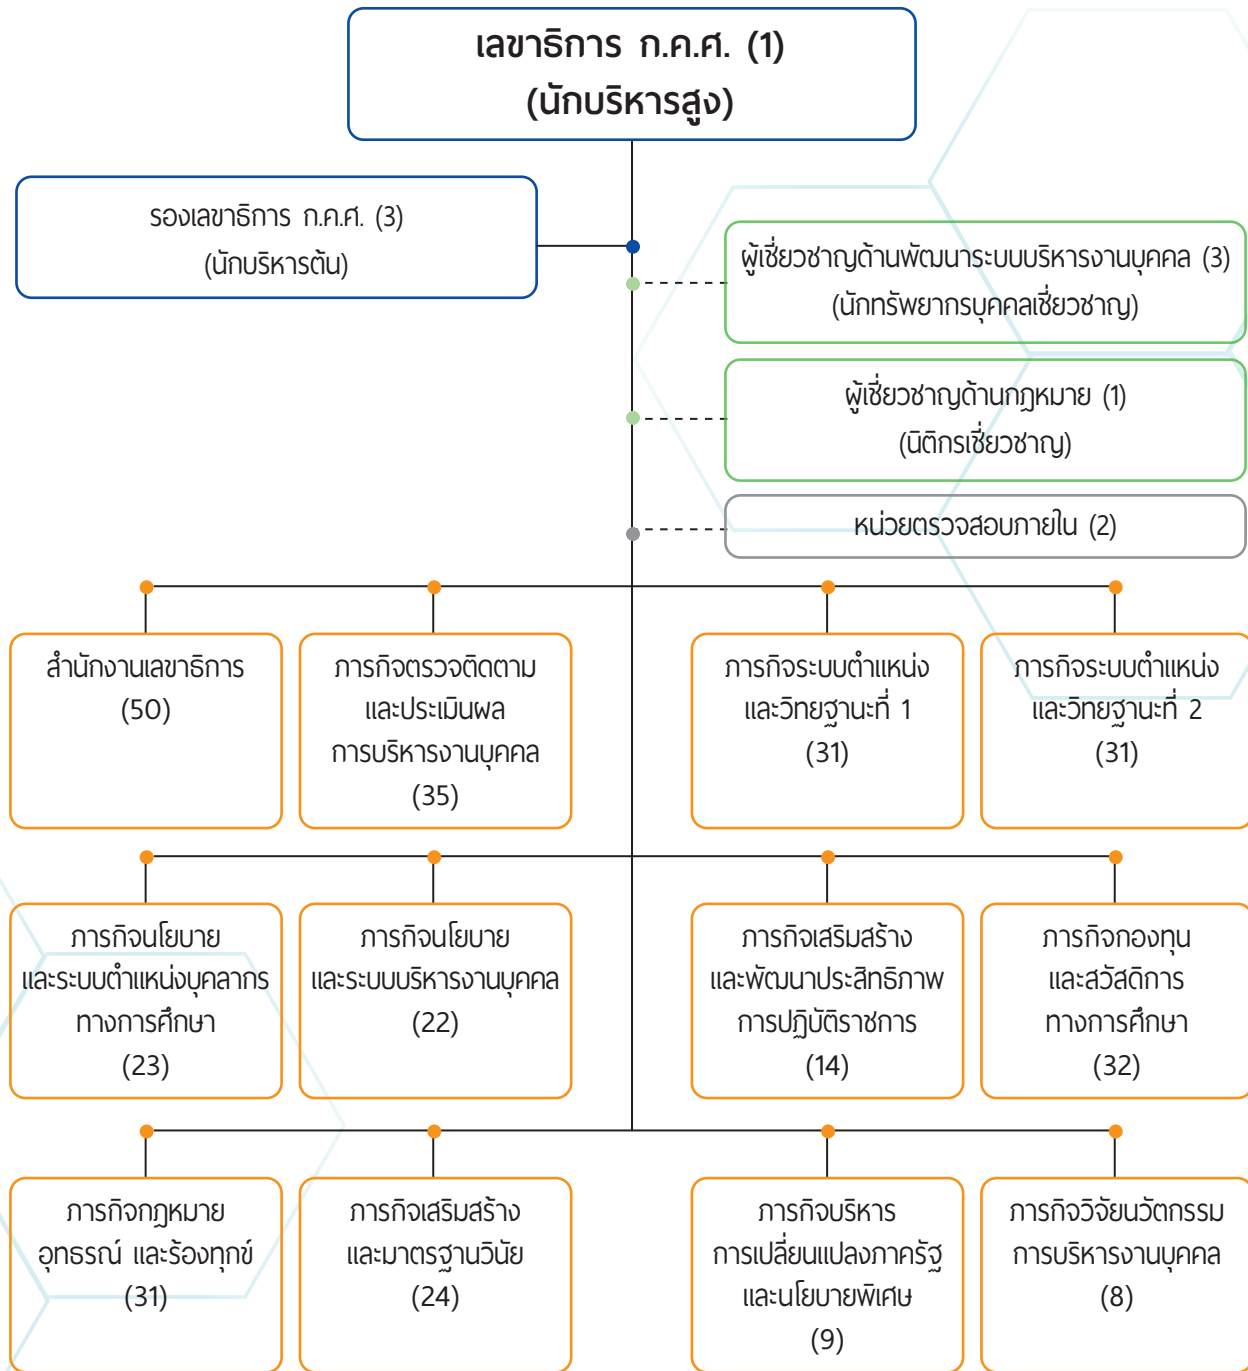 เลขาธิการ ก.ค.ศ. (1)
(นักบริหารสูง)
รองเลขาธิการ ก.ค.ศ. (3)
(นักบริหารต้น)
ผู้เชี่ยวชาญด้านพัฒนาระบบบริหารงานบุคคล (3)
(นักทรัพยากรบุคคลเชี่ยวชาญ)
ผู้เชี่ยวชาญด้านกฎหมาย (1)
(นิติกรเชี่ยวชาญ)
หน่วยตรวจสอบภายใน (2)
สำนักงานเลขาธิการ
(50)
ภารกิจตรวจติดตาม
และประเมินผล
การบริหารงานบุคคล
(35)
ภารกิจระบบตำแหน่ง
และวิทยฐานะที่ 1
(31)
ภารกิจระบบตำแหน่ง
และวิทยฐานะที่ 2
(31)
ภารกิจนโยบาย
และระบบตำแหน่งบุคลากร
ทางการศึกษา
(23)
ภารกิจนโยบาย
และระบบบริหารงานบุคคล
(22)
ภารกิจเสริมสร้าง
และพัฒนาประสิทธิภาพ
การปฏิบัติราชการ
(14)
ภารกิจกองทุน
และสวัสดิการ
ทางการศึกษา
(32)
ภารกิจกฎหมาย
อุทธรณ์ และร้องทุกข์
(31)
ภารกิจเสริมสร้าง
และมาตรฐานวินัย
(24)
ภารกิจบริหาร
การเปลี่ยนแปลงภาครัฐ
และนโยบายพิเศษ
(9)
ภารกิจวิจัยนวัตกรรม
การบริหารงานบุคคล
(8)